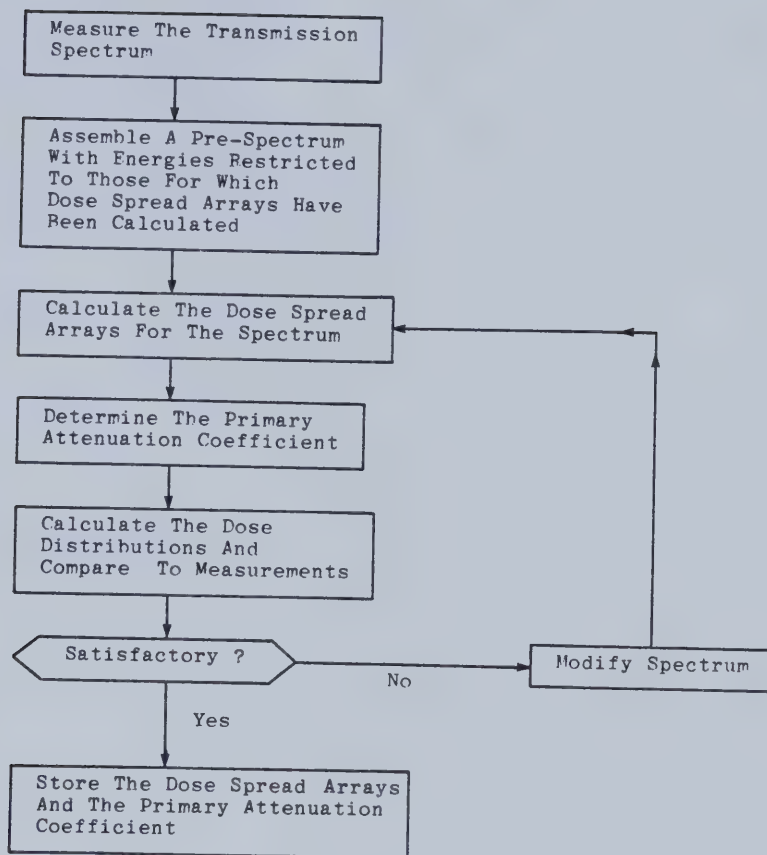 Measure The Transmission
Spectrum
Assemble A Pre-Spectrum
With Energies Restricted
To Those For Which
Dose Spread Arrays Have
Been Calculated
Calculate The Dose Spread
Arrays For The Spectrum
Determine The Primary
Attenuation Coefficient
Calculate The Dose
Distributions And
Compare To Measurements
Satisfactory ?
No
Modify Spectrum
Yes
Store The Dose Spread Arrays
And The Primary Attenuation
Coefficient